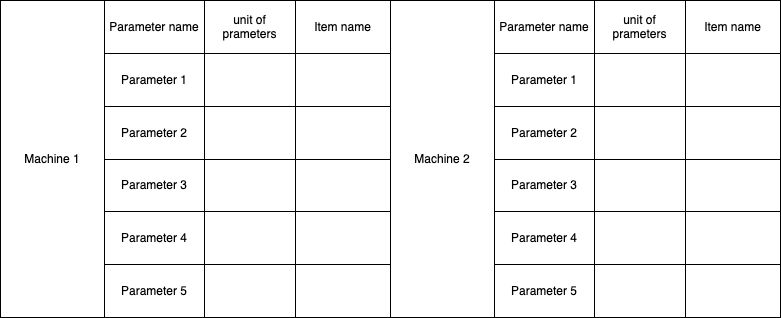 Parameter name
unit of
prameters
Item name
Parameter name
unit of
prameters
Item name
Parameter 1
Parameter 1
Parameter 2
Parameter 2
Machine 1
Machine 2
Parameter 3
Parameter 3
Parameter 4
Parameter 4
Parameter 5
Parameter 5